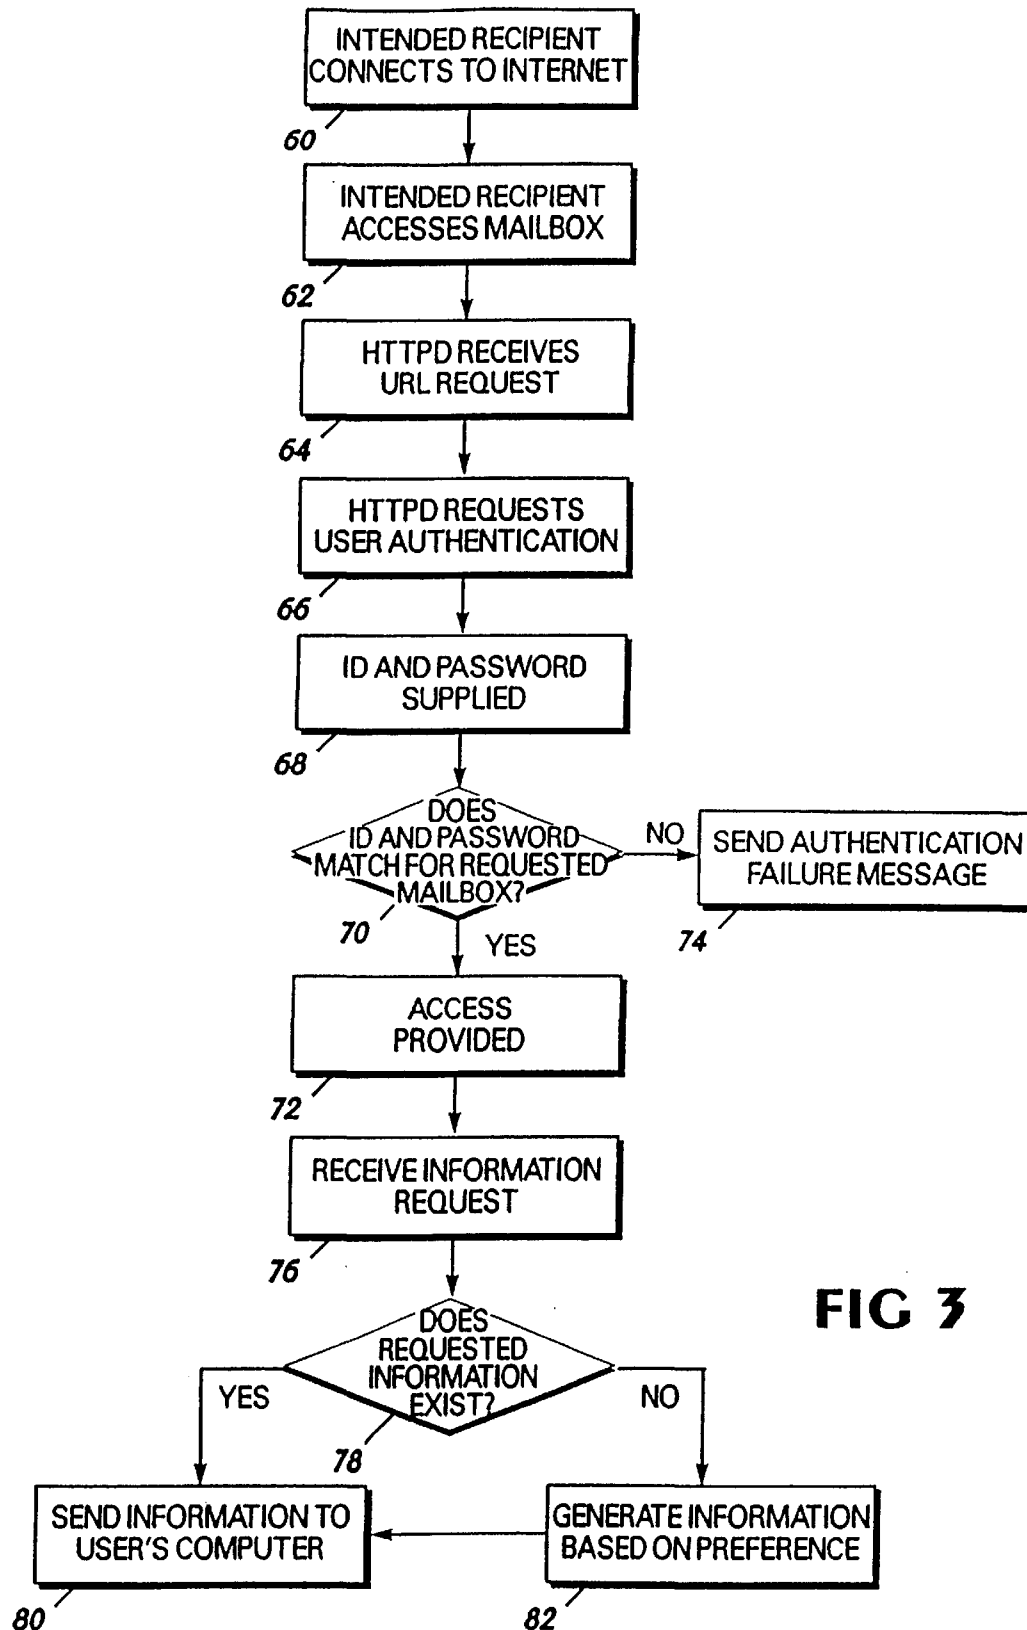 INTENDED RECIPIENT
CONNECTS TO INTERNET
60
INTENDED RECIPIENT
ACCESSES MAILBOX
62
HTTPD RECEIVES
URL REQUEST
64
HTTPD REQUESTS
USER AUTHENTICATION
66
ID AND PASSWORD
SUPPLIED
68
DOES
ID AND PASSWORD
MATCH FOR REQUESTED
MAILBOX?
70
NO
SEND AUTHENTICATION
FAILURE MESSAGE
74
YES
ACCESS
PROVIDED
72
RECEIVE INFORMATION
REQUEST
76
FIG 3
DOES
REQUESTED
INFORMATION
EXIST?
78
YES
NO
SEND INFORMATION TO
USER'S COMPUTER
80
GENERATE INFORMATION
BASED ON PREFERENCE
82